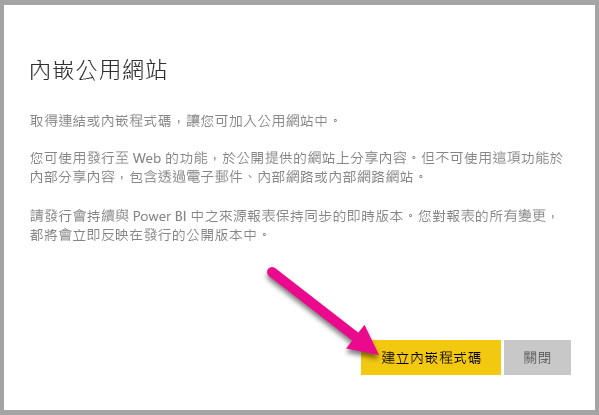 內嵌公用網站
取得連結或內嵌程式碼，讓您可加入公用網站中。
您可使用發行至 Web 的功能，於公開提供的網站上分享內容。但不可使用這項功能於
內部分享內容，包含透過電子郵件、內部網路或內部網路網站。
請發行會持續與 Power BI 中之來源報表保持同步的即時版本。您對報表的所有變更，
都將會立即反映在發行的公開版本中。
建立內嵌程式碼
關閉